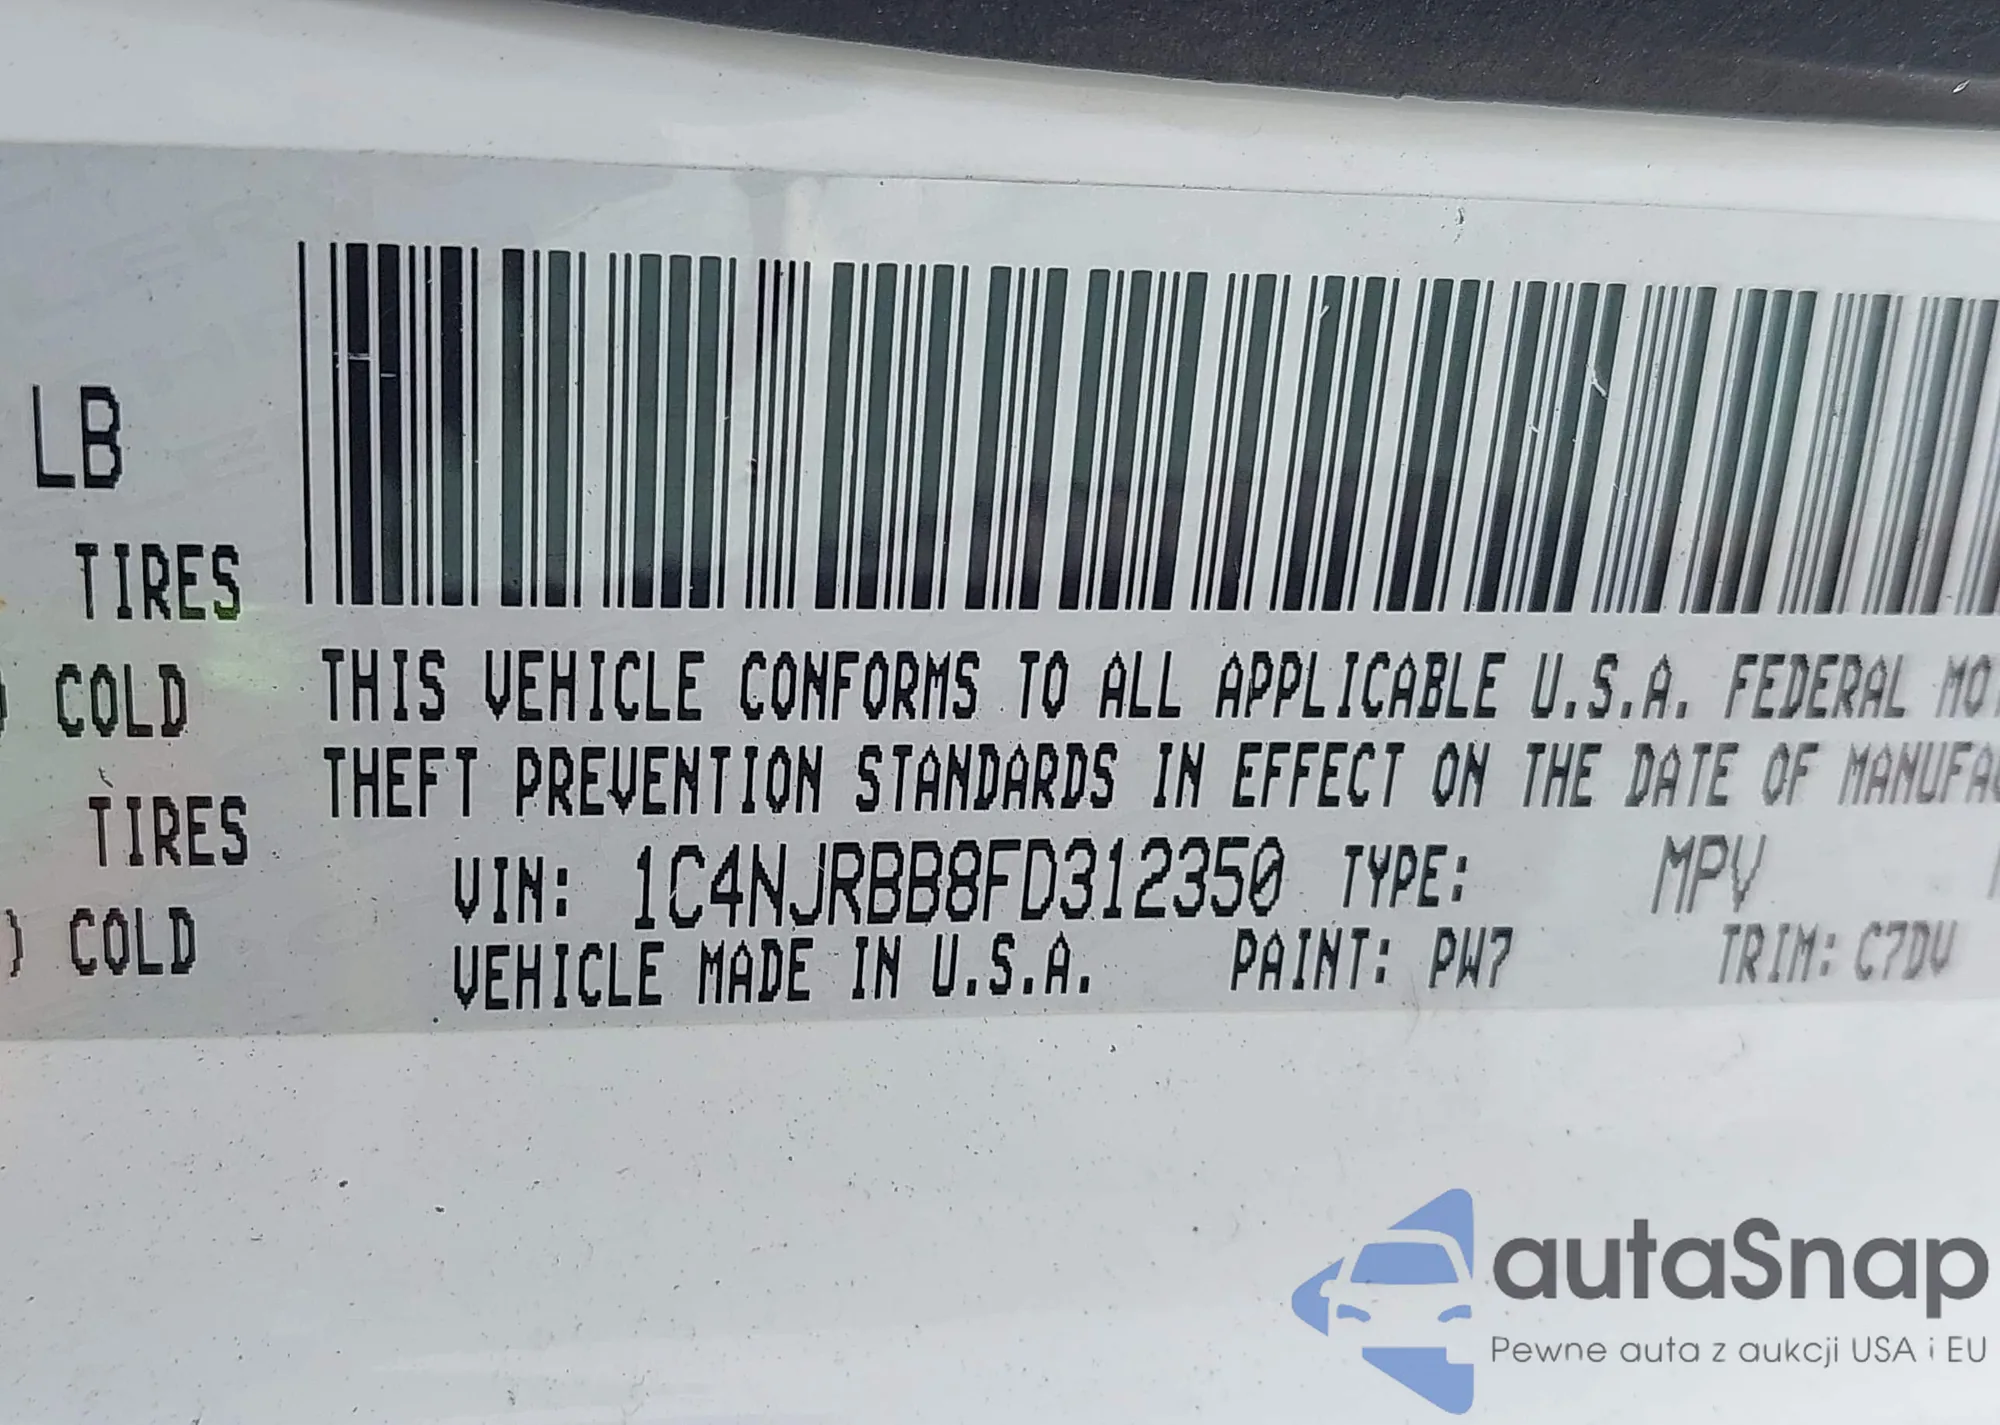 LB
TIRES
) COLD
TIRES
) COLD
THIS VEHICLE CONFORMS TO ALL APPLICABLE U.S.A. FEDERAL MO
THEFT PREVENTION STANDARDS IN EFFECT ON THE DATE OF MANUFA
VIN: 1C4NJRBB8FD312350 TYPE: MPV
VEHICLE MADE IN U.S.A. PAINT: PW7 TRIM: C7DV
autaSnap
Pewne auta z aukcji USA i EU